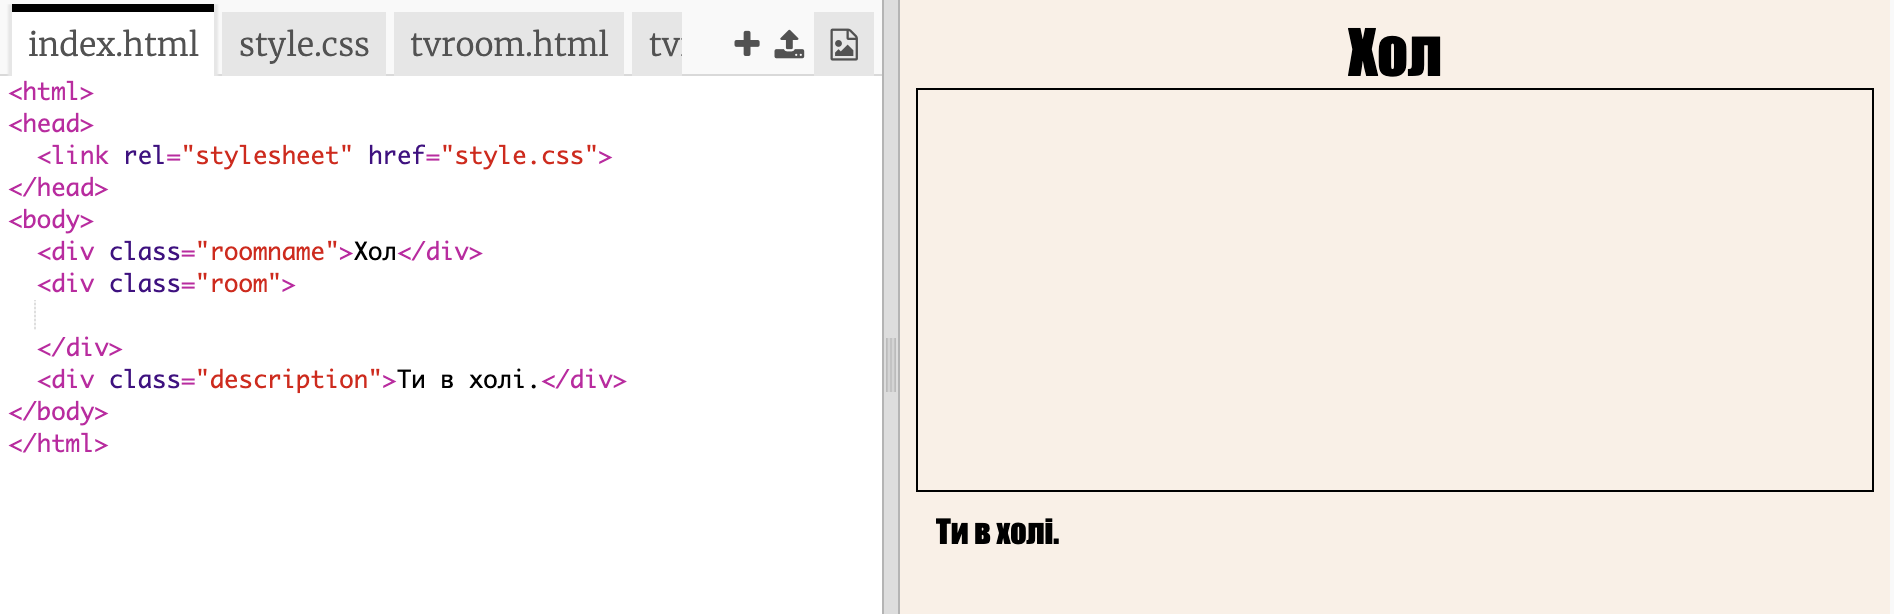 index.html style.css tvroom.html tv
<html>
<head>
<link rel="stylesheet" href="style.css">
</head>
<body>
<div class="roomname">Хол</div>
<div class="room">
</div>
<div class="description">Ти в холі.</div>
</body>
</html>
Хол
Ти в холі.